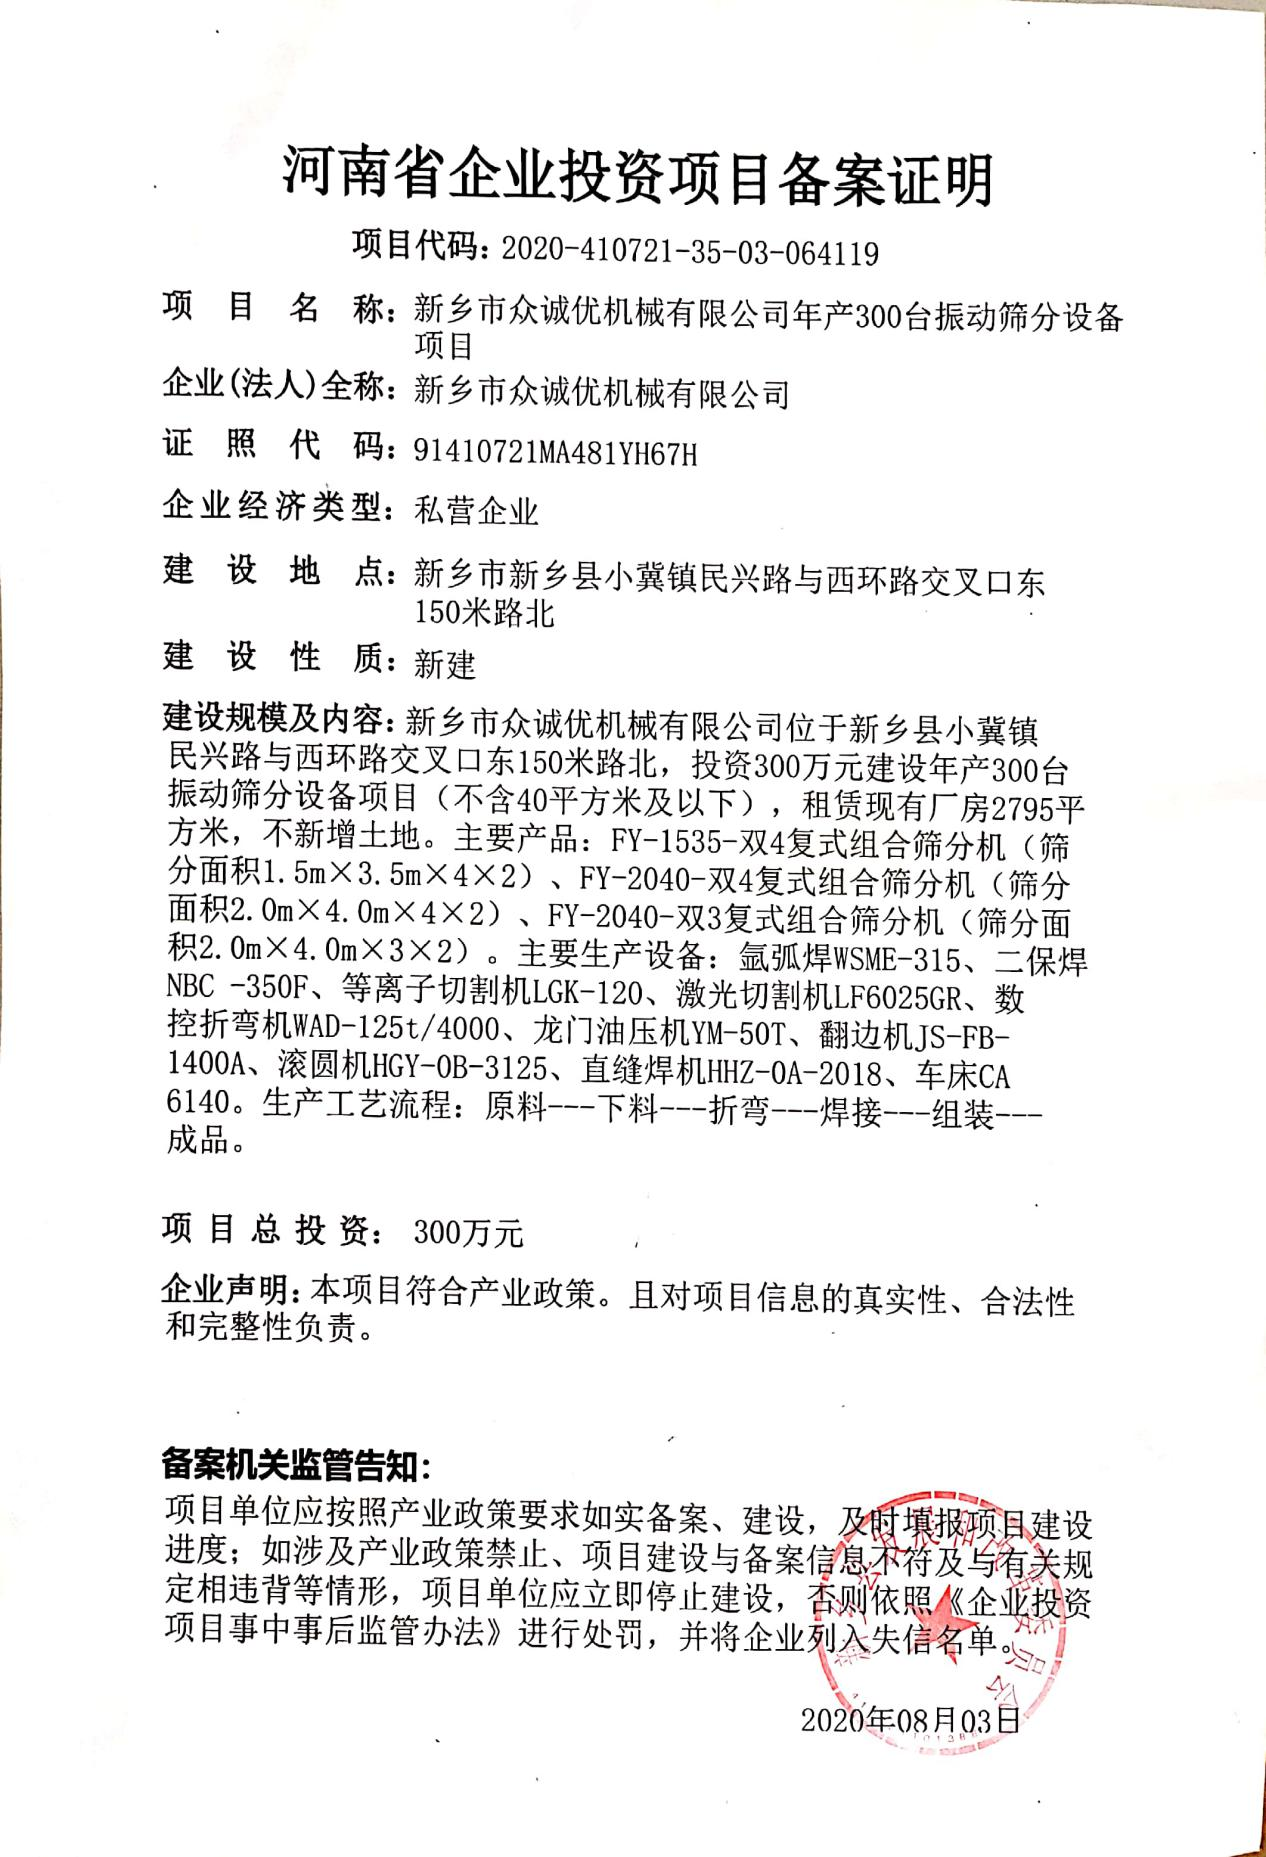 河南省企业投资项目备案证明
项目代码：2020-410721-35-03-064119
项目名称：新乡市众诚优机械有限公司年产300台振动筛分设备
项目
企业(法人)全称：新乡市众诚优机械有限公司
证照代码：91410721MA481YH67H
企业经济类型：私营企业
建设地点：新乡市新乡县小冀镇民兴路与西环路交叉口东
150米路北
建设性质：新建
建设规模及内容：新乡市众诚优机械有限公司位于新乡县小冀镇
民兴路与西环路交叉口东150米路北，投资300万元建设年产300台
振动筛分设备项目（不含40平方米及以下），租赁现有厂房2795平
方米，不新增土地。主要产品：FY-1535-双4复式组合筛分机（筛
分面积1.5m×3.5m×4×2）、FY-2040-双4复式组合筛分机（筛分
面积2.0m×4.0m×4×2）、FY-2040-双3复式组合筛分机（筛分面
积2.0m×4.0m×3×2）。主要生产设备：氩弧焊WSME-315、二保焊
NBC -350F、等离子切割机LGK-120、激光切割机LF6025GR、数
控折弯机WAD-125t/4000、龙门油压机YM-50T、翻边机JS-FB-
1400A、滚圆机HGY-0B-3125、直缝焊机HHZ-0A-2018、车床CA
6140。生产工艺流程：原料---下料---折弯---焊接---组装---
成品。
项目总投资：300万元
企业声明：本项目符合产业政策。且对项目信息的真实性、合法性
和完整性负责。
备案机关监管告知：
项目单位应按照产业政策要求如实备案、建设，及时填报项目建设
进度；如涉及产业政策禁止、项目建设与备案信息不符及与有关规
定相违背等情形，项目单位应立即停止建设，否则依照《企业投资
项目事中事后监管办法》进行处罚，并将企业列入失信名单。
新乡县发展和改革委员会
2020年08月03日